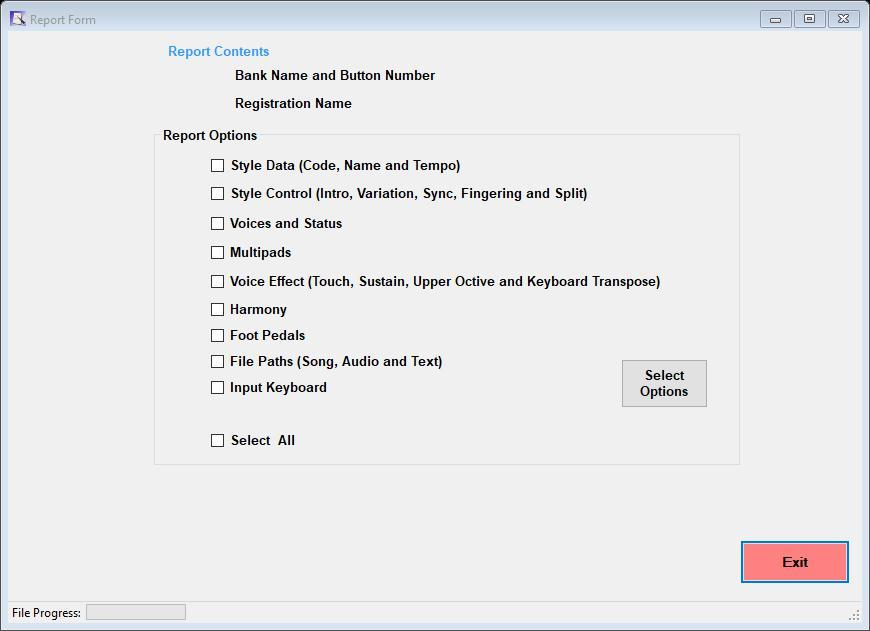 Report Form
Report Contents
Bank Name and Button Number
Registration Name
Report Options
Style Data (Code, Name and Tempo)
Style Control (Intro, Variation, Sync, Fingering and Split)
Voices and Status
Multipads
Voice Effect (Touch, Sustain, Upper Octive and Keyboard Transpose)
Harmony
Foot Pedals
File Paths (Song, Audio and Text)
Input Keyboard
Select
Options
Select All
Exit
File Progress: